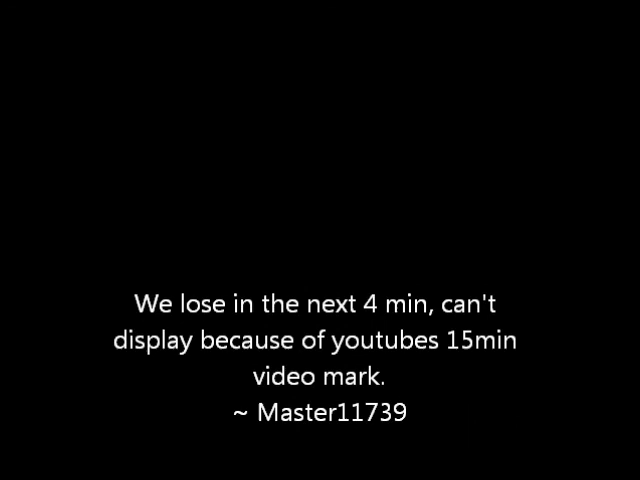 We lose in the next 4 min, can't
display because of youtubes 15min
video mark.
~ Master11739